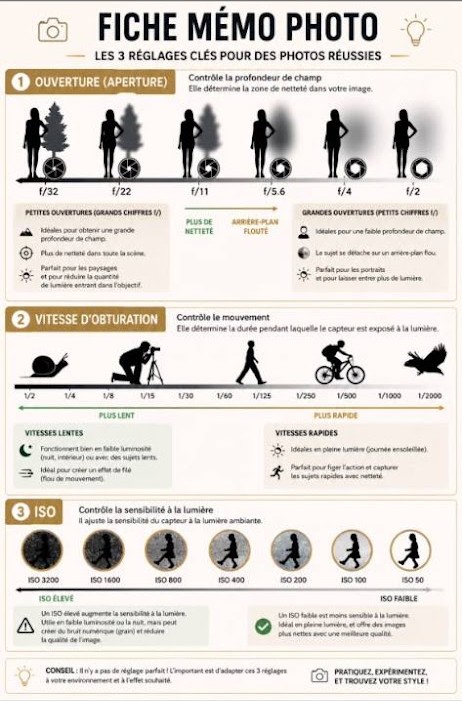 FICHE MÉMO PHOTO
LES 3 RÉGLAGES CLÉS POUR DES PHOTOS RÉUSSIES
1 OUVERTURE (APERTURE)
Contrôle la profondeur de champ
Elle détermine la zone de netteté dans votre image.
f/32 f/22 f/11 f/5.6 f/4 f/2
PETITES OUVERTURES (GRANDS CHIFFRES f/)
Idéales pour obtenir une grande
profondeur de champ.
Plus de netteté dans toute la scène.
Parfait pour les paysages
et pour réduire la quantité
de lumière entrant dans l'objectif.
PLUS DE
NETTETÉ
ARRIÈRE-PLAN
FLOUTÉ
GRANDES OUVERTURES (PETITS CHIFFRES f/)
Idéales pour une faible profondeur de champ.
Le sujet se détache sur un arrière-plan flou.
Parfait pour les portraits
et pour laisser entrer plus de lumière.
2 VITESSE D'OBTURATION
Contrôle le mouvement
Elle détermine la durée pendant laquelle le capteur est exposé à la lumière.
1/2 1/4 1/8 1/15 1/30 1/60 1/125 1/250 1/500 1/1000 1/2000
PLUS LENT PLUS RAPIDE
VITESSES LENTES
Fonctionnent bien en faible luminosité
(nuit, intérieur) ou avec des sujets lents.
Idéal pour créer un effet de filé
(flou de mouvement).
VITESSES RAPIDES
Idéales en pleine lumière (journée ensoleillée).
Parfait pour figer l'action et capturer
les sujets rapides avec netteté.
3 ISO
Contrôle la sensibilité à la lumière
Il ajuste la sensibilité du capteur à la lumière ambiante.
ISO 3200 ISO 1600 ISO 800 ISO 400 ISO 200 ISO 100 ISO 50
ISO ÉLEVÉ ISO FAIBLE
Un ISO élevé augmente la sensibilité à la lumière.
Utile en faible luminosité ou la nuit, mais peut
créer du bruit numérique (grain) et réduire
la qualité de l'image.
Un ISO faible est moins sensible à la lumière.
Idéal en pleine lumière, et offre des images
plus nettes avec une meilleure qualité.
CONSEIL : Il n'y a pas de réglage parfait ! L'important est d'adapter ces 3 réglages
à votre environnement et à l'effet souhaité.
PRATIQUEZ, EXPÉRIMENTEZ,
ET TROUVEZ VOTRE STYLE !